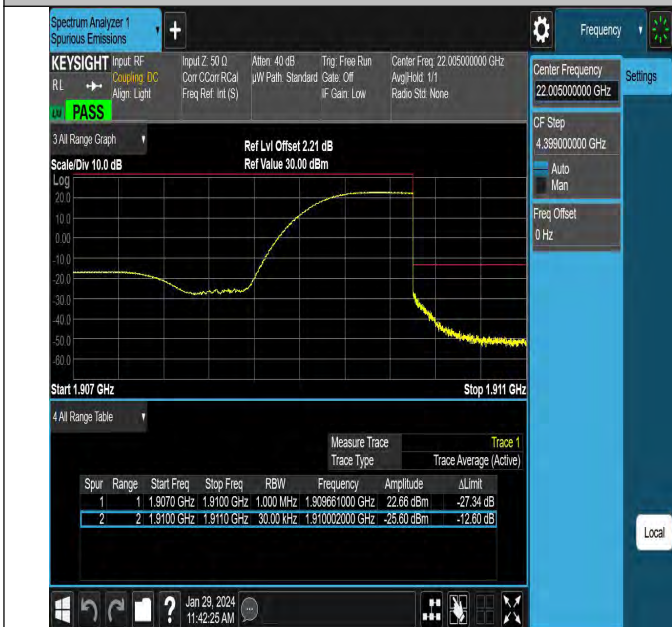 Spectrum Analyzer 1
Spurious Emissions
+
Frequency
KEYSIGHT
RL
Input: RF
Coupling: DC
Align: Light
Input Z: 50 Ω
Corr CCorr RCal
Freq Ref: Int (S)
Atten: 40 dB
µW Path: Standard
Trig: Free Run
Gate: Off
IF Gain: Low
Center Freq: 22.005000000 GHz
Avg|Hold: 1/1
Radio Std: None
PASS
Center Frequency
22.005000000 GHz
Settings
CF Step
4.399000000 GHz
Auto
Man
Freq Offset
0 Hz
3 All Range Graph
Scale/Div 10.0 dB
Ref Lvl Offset 2.21 dB
Ref Value 30.00 dBm
Log
20.0
10.0
0.00
-10.0
-20.0
-30.0
-40.0
-50.0
-60.0
Start 1.907 GHz
Stop 1.911 GHz
4 All Range Table
Measure Trace Trace 1
Trace Type Trace Average (Active)
Spur Range Start Freq Stop Freq RBW Frequency Amplitude ΔLimit
1 1 1.9070 GHz 1.9100 GHz 1.000 MHz 1.909661000 GHz 22.66 dBm -27.34 dB
2 2 1.9100 GHz 1.9110 GHz 30.00 kHz 1.910002000 GHz -25.60 dBm -12.60 dB
Local
?
Jan 29, 2024
11:42:25 AM